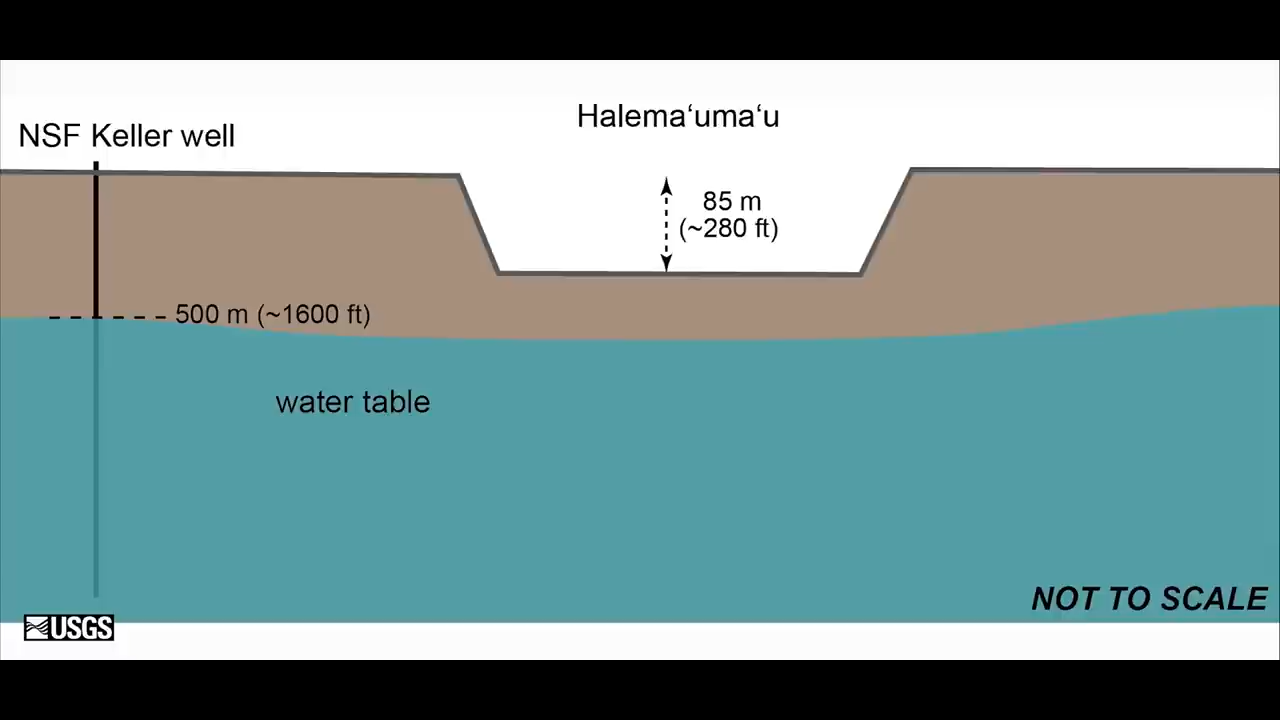 Halemaʻumaʻu
NSF Keller well
85 m
(~280 ft)
500 m (~1600 ft)
water table
NOT TO SCALE
USGS